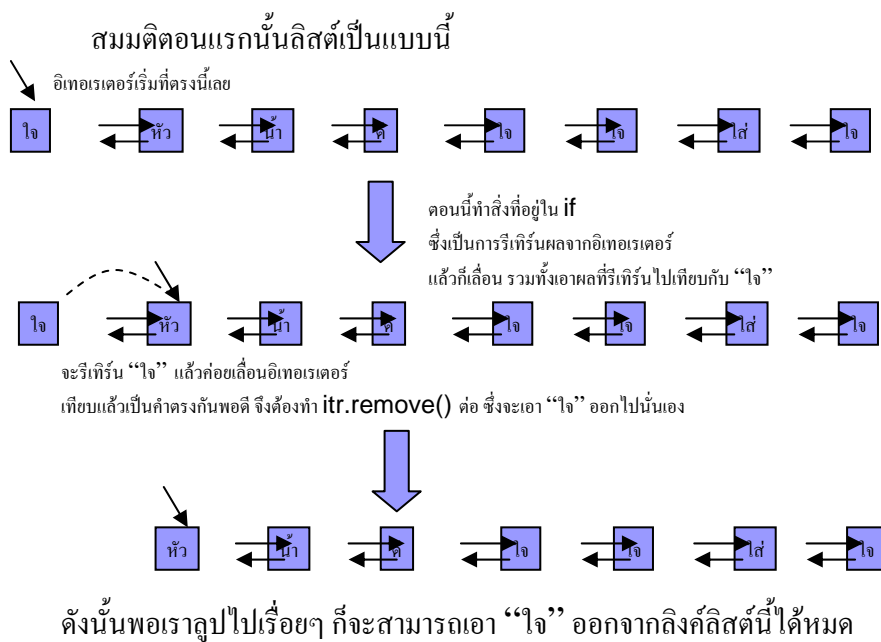 สมมติตอนแรกนั้นลิสต์เป็นแบบนี้
อิเทอเรเตอร์เริ่มที่ตรงนี้เลย
ใจ หัว น้ำ ดี ใจ ใจ ใส่ ใจ
ตอนนี้ทำสิ่งที่อยู่ใน if
ซึ่งเป็นการรีเทิร์นผลจากอิเทอเรเตอร์
แล้วก็เลื่อน รวมทั้งเอาผลที่รีเทิร์นไปเทียบกับ “ใจ”
ใจ หัว น้ำ ดี ใจ ใจ ใส่ ใจ
จะรีเทิร์น “ใจ” แล้วค่อยเลื่อนอิเทอเรเตอร์
เทียบแล้วเป็นคำตรงกันพอดี จึงต้องทำ itr.remove() ต่อ ซึ่งจะเอา “ใจ” ออกไปนั่นเอง
หัว น้ำ ดี ใจ ใจ ใส่ ใจ
ดังนั้นพอเราลูปไปเรื่อยๆ ก็จะสามารถเอา “ใจ” ออกจากลิงค์ลิสต์นี้ได้หมด